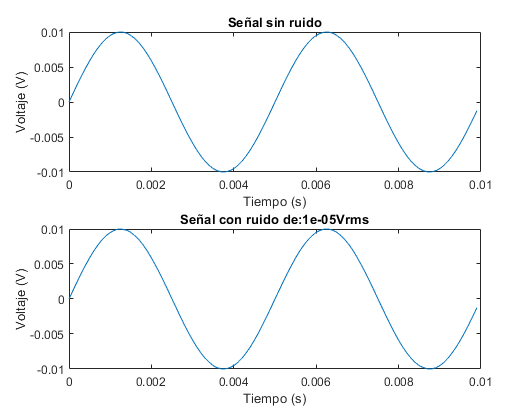 Señal sin ruido
0.01
0.005
0
-0.005
-0.01
Voltaje (V)
0 0.002 0.004 0.006 0.008 0.01
Tiempo (s)
Señal con ruido de:1e-05Vrms
0.01
0.005
0
-0.005
-0.01
Voltaje (V)
0 0.002 0.004 0.006 0.008 0.01
Tiempo (s)